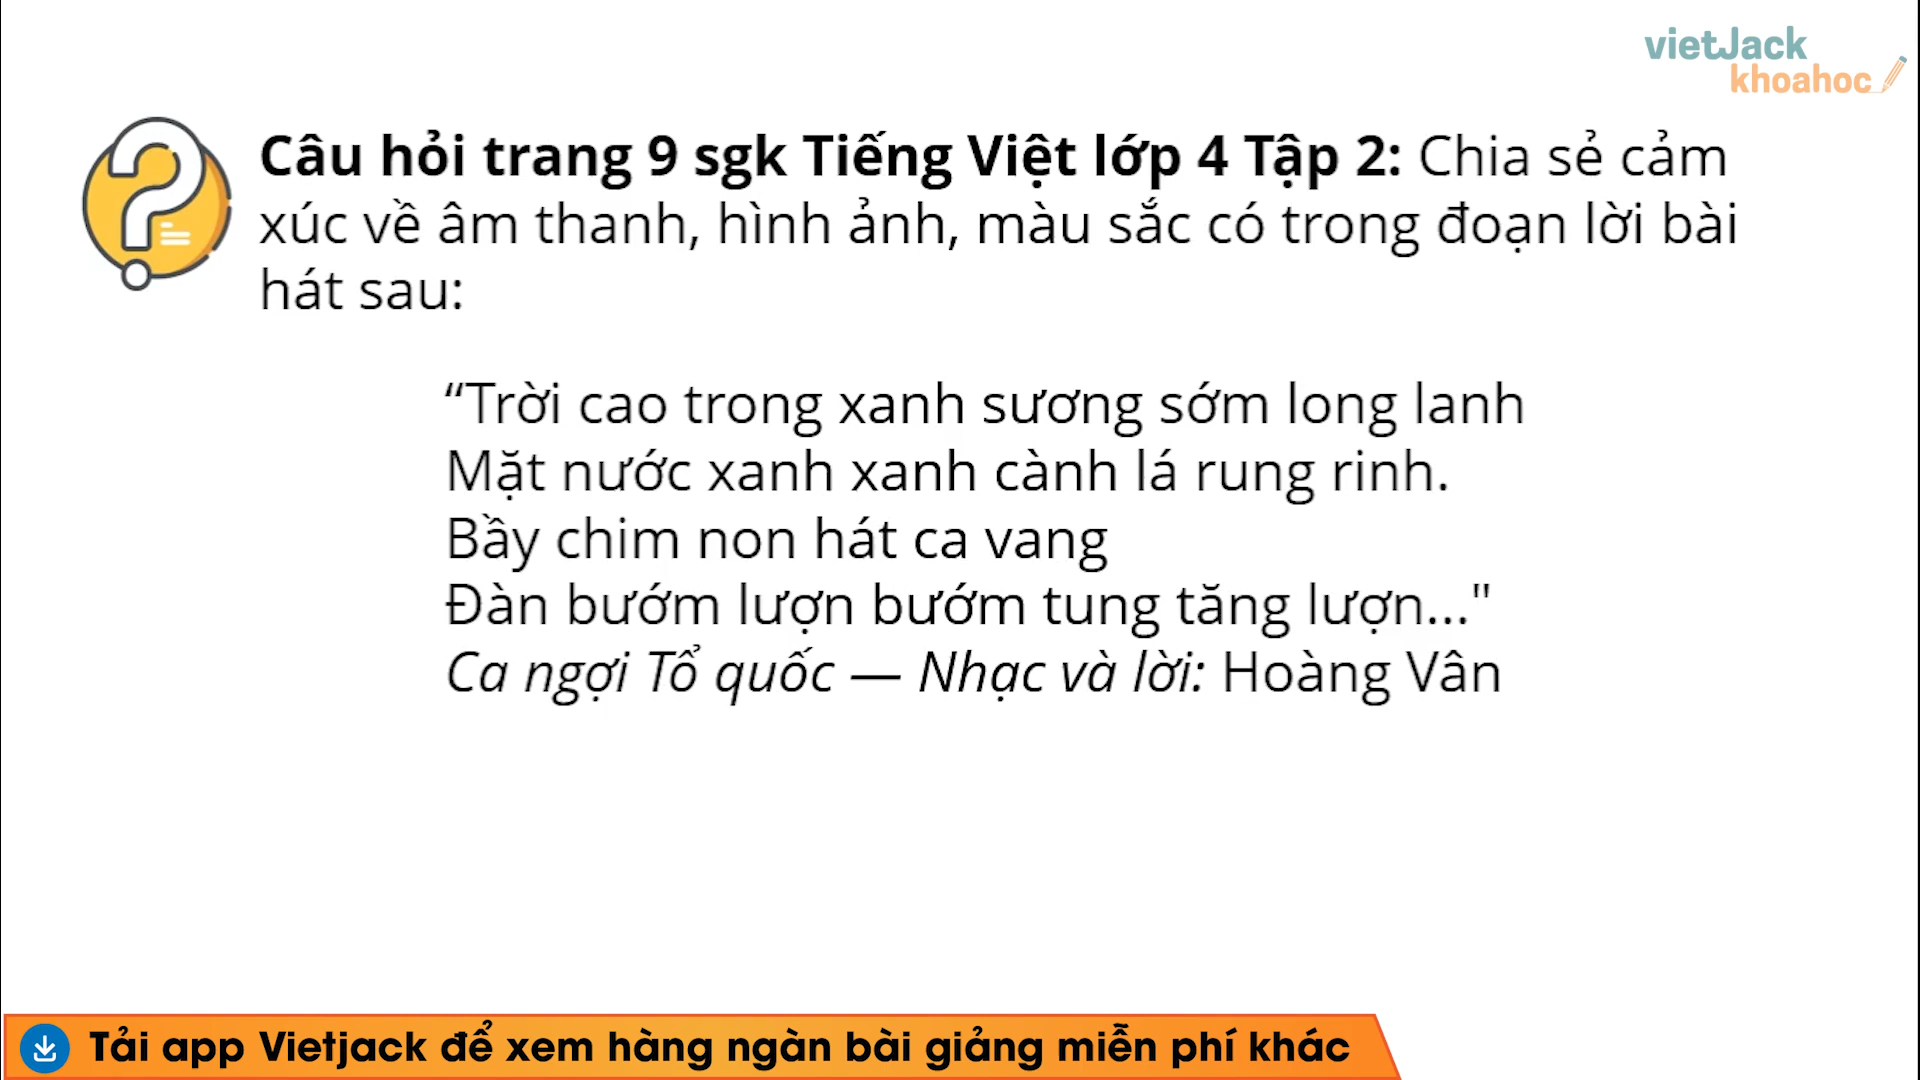 vietJack
khoahoc
Câu hỏi trang 9 sgk Tiếng Việt lớp 4 Tập 2: Chia sẻ cảm
xúc về âm thanh, hình ảnh, màu sắc có trong đoạn lời bài
hát sau:
“Trời cao trong xanh sương sớm long lanh
Mặt nước xanh xanh cành lá rung rinh.
Bầy chim non hát ca vang
Đàn bướm lượn bướm tung tăng lượn..."
Ca ngợi Tổ quốc — Nhạc và lời: Hoàng Vân
Tải app Vietjack để xem hàng ngàn bài giảng miễn phí khác